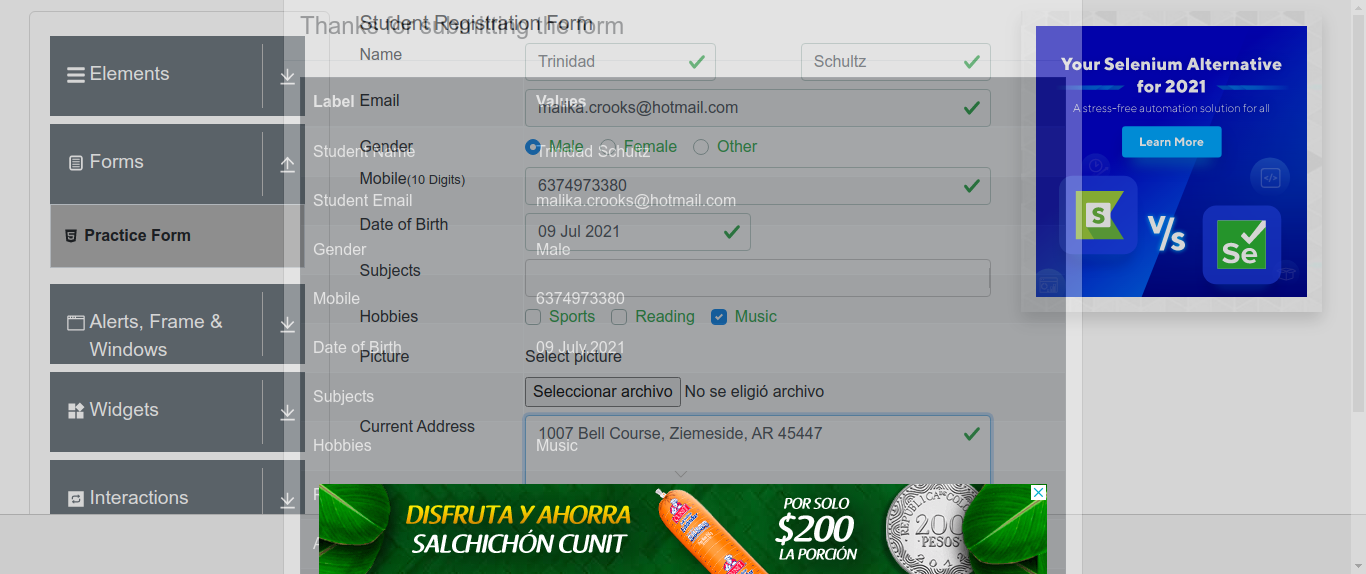 Thanks for submitting the form
Student Registration Form
Elements
Forms
Practice Form
Alerts, Frame &
Windows
Widgets
Interactions
Name
Trinidad
Schultz
Label
Values
Email
malika.crooks@hotmail.com
Gender
Male
Female
Other
Student Name
Trinidad Schultz
Mobile(10 Digits)
6374973380
Student Email
malika.crooks@hotmail.com
Date of Birth
09 Jul 2021
Gender
Male
Subjects
Mobile
6374973380
Hobbies
Sports
Reading
Music
Date of Birth
09 July,2021
Picture
Select picture
Seleccionar archivo
No se eligió archivo
Subjects
Current Address
1007 Bell Course, Ziemeside, AR 45447
Hobbies
Music
Your Selenium Alternative
for 2021
A stress-free automation solution for all
Learn More
S
V/s
Se
DISFRUTA Y AHORRA
SALCHICHÓN CUNIT
POR SOLO
$200
LA PORCIÓN
200
PESOS